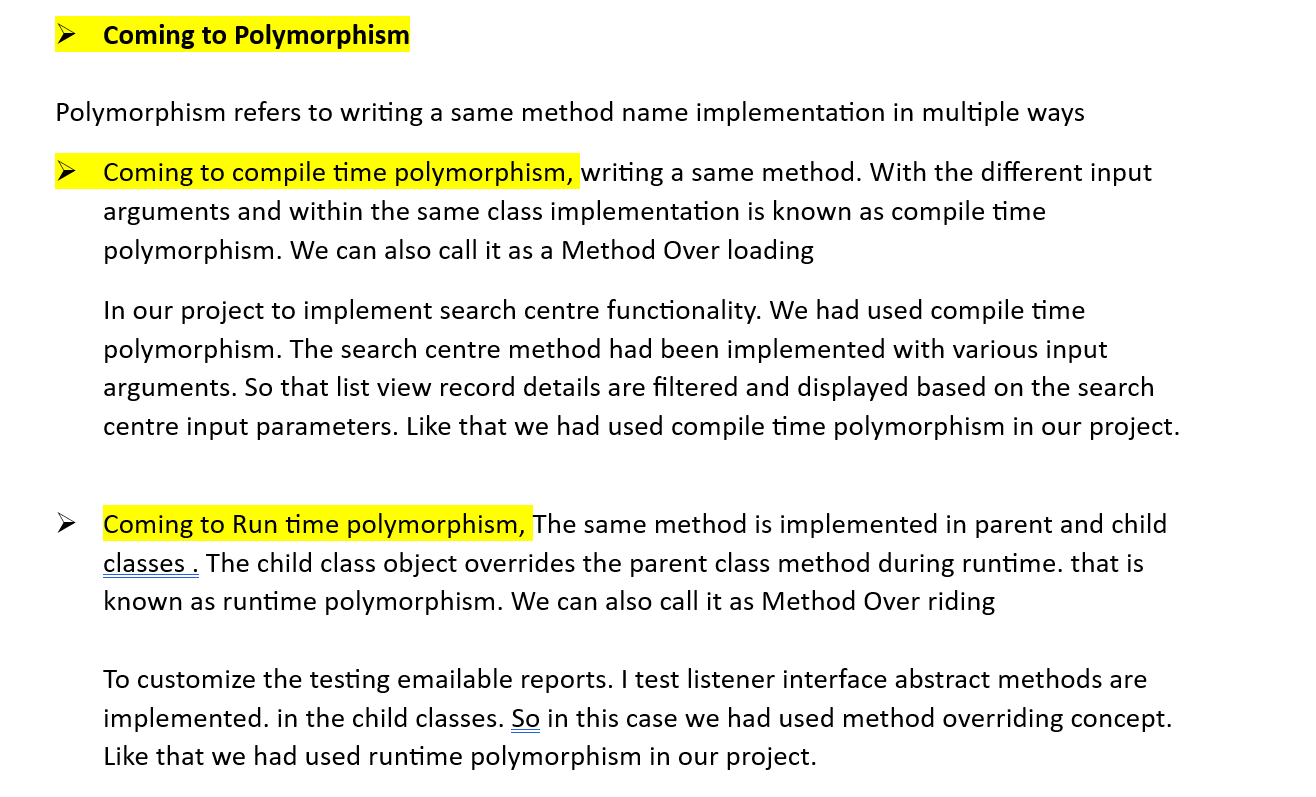 ➢ Coming to Polymorphism
Polymorphism refers to writing a same method name implementation in multiple ways
➢ Coming to compile time polymorphism, writing a same method. With the different input
arguments and within the same class implementation is known as compile time
polymorphism. We can also call it as a Method Over loading
In our project to implement search centre functionality. We had used compile time
polymorphism. The search centre method had been implemented with various input
arguments. So that list view record details are filtered and displayed based on the search
centre input parameters. Like that we had used compile time polymorphism in our project.
➢ Coming to Run time polymorphism, The same method is implemented in parent and child
classes . The child class object overrides the parent class method during runtime. that is
known as runtime polymorphism. We can also call it as Method Over riding
To customize the testing emailable reports. I test listener interface abstract methods are
implemented. in the child classes. So in this case we had used method overriding concept.
Like that we had used runtime polymorphism in our project.